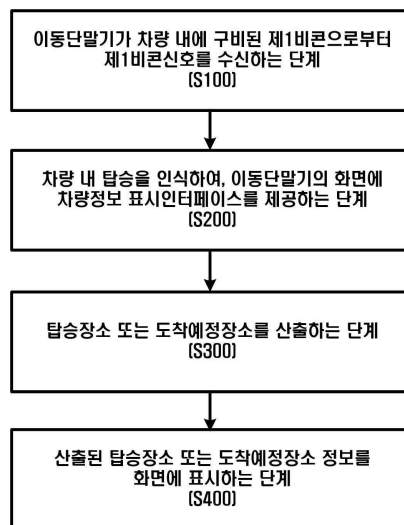 이동단말기가 차량 내에 구비된 제1비콘으로부터
제1비콘신호를 수신하는 단계
(S100)
차량 내 탑승을 인식하여, 이동단말기의 화면에
차량정보 표시인터페이스를 제공하는 단계
(S200)
탑승장소 또는 도착예정장소를 산출하는 단계
(S300)
산출된 탑승장소 또는 도착예정장소 정보를
화면에 표시하는 단계
(S400)